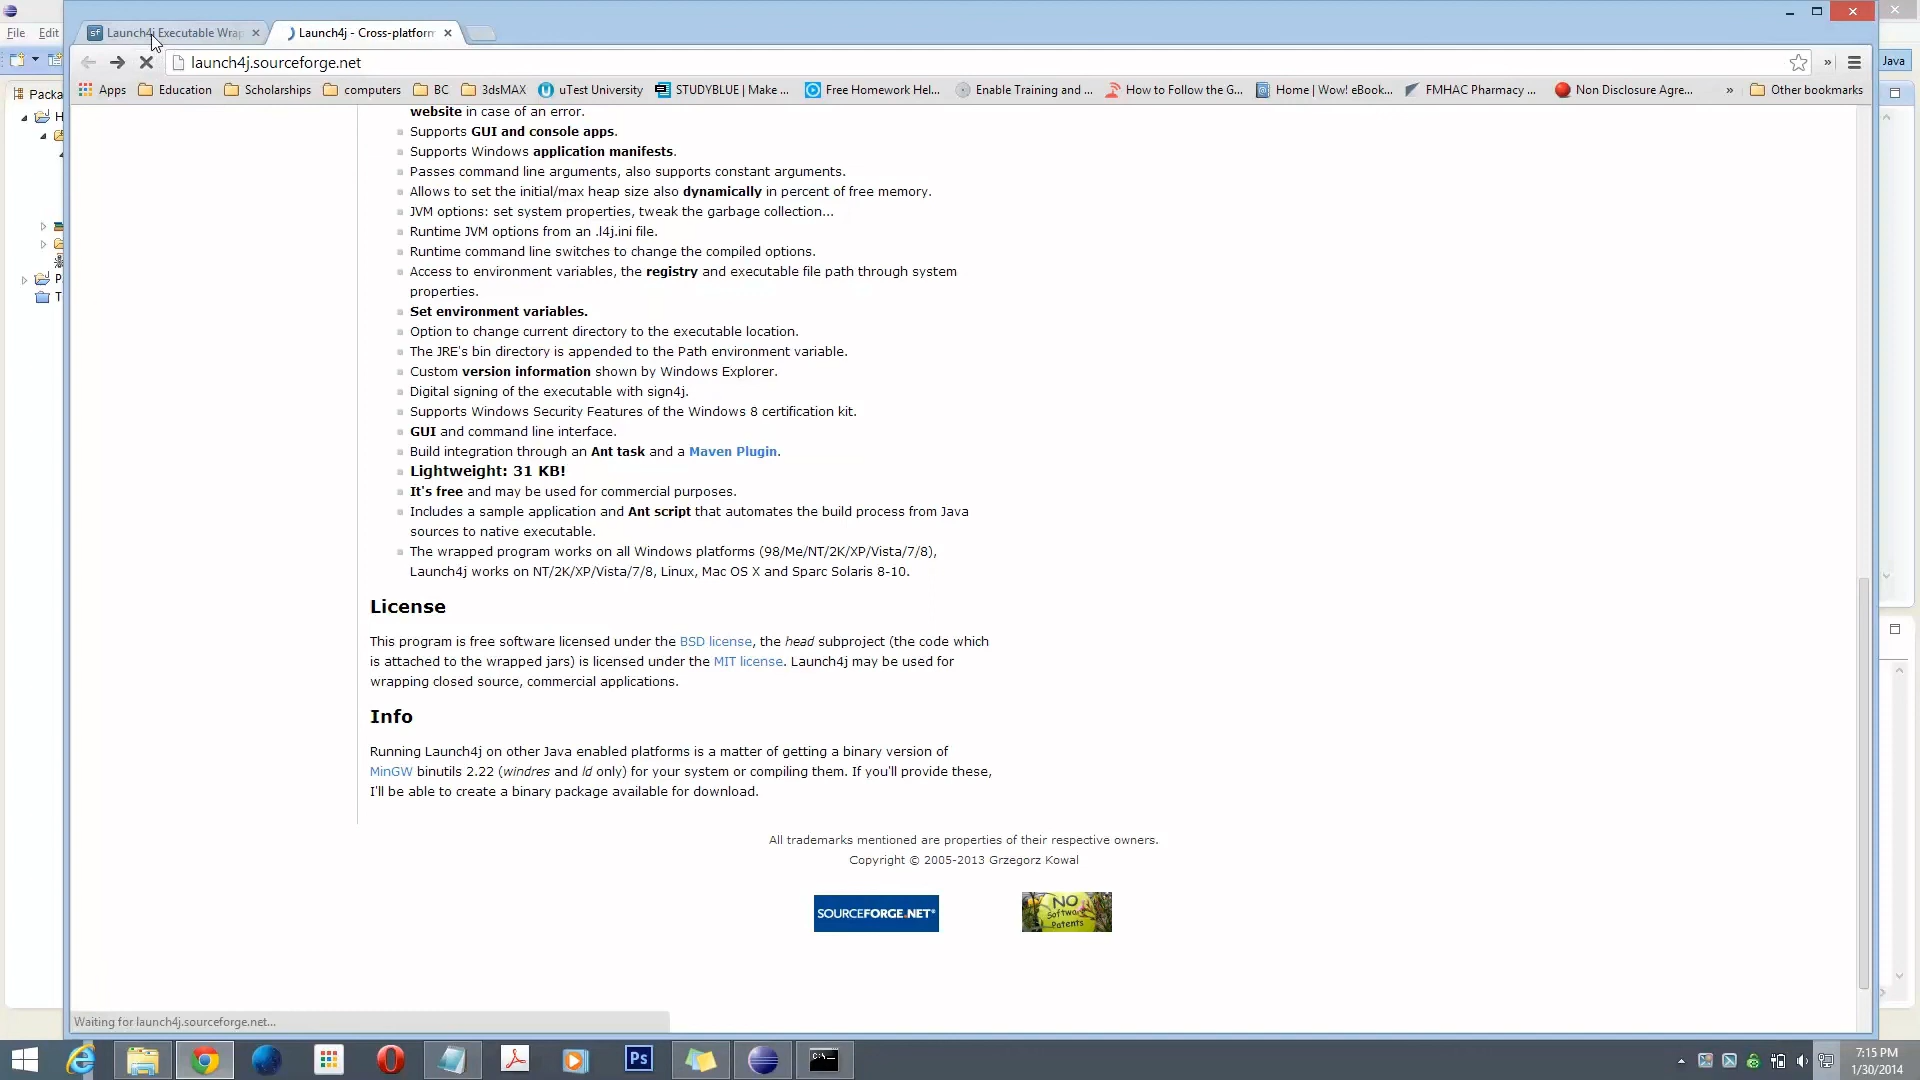 File Edit
Launch4j Executable Wrap
Launch4j - Cross-platform
launch4j.sourceforge.net
Java
Apps Education Scholarships computers BC 3dsMAX uTest University STUDYBLUE | Make ... Free Homework Hel... Enable Training and ... How to Follow the G... Home | Wow! eBook... FMHAC Pharmacy ... Non Disclosure Agre... » Other bookmarks
Packa
website in case of an error.
Supports GUI and console apps.
Supports Windows application manifests.
Passes command line arguments, also supports constant arguments.
Allows to set the initial/max heap size also dynamically in percent of free memory.
JVM options: set system properties, tweak the garbage collection...
Runtime JVM options from an .l4j.ini file.
Runtime command line switches to change the compiled options.
Access to environment variables, the registry and executable file path through system
properties.
Set environment variables.
Option to change current directory to the executable location.
The JRE's bin directory is appended to the Path environment variable.
Custom version information shown by Windows Explorer.
Digital signing of the executable with sign4j.
Supports Windows Security Features of the Windows 8 certification kit.
GUI and command line interface.
Build integration through an Ant task and a Maven Plugin.
Lightweight: 31 KB!
It's free and may be used for commercial purposes.
Includes a sample application and Ant script that automates the build process from Java
sources to native executable.
The wrapped program works on all Windows platforms (98/Me/NT/2K/XP/Vista/7/8),
Launch4j works on NT/2K/XP/Vista/7/8, Linux, Mac OS X and Sparc Solaris 8-10.
License
This program is free software licensed under the BSD license, the head subproject (the code which
is attached to the wrapped jars) is licensed under the MIT license. Launch4j may be used for
wrapping closed source, commercial applications.
Info
Running Launch4j on other Java enabled platforms is a matter of getting a binary version of
MinGW binutils 2.22 (windres and ld only) for your system or compiling them. If you'll provide these,
I'll be able to create a binary package available for download.
All trademarks mentioned are properties of their respective owners.
Copyright © 2005-2013 Grzegorz Kowal
SOURCEFORGE.NET®
NO
Software
Patents
Waiting for launch4j.sourceforge.net...
Ps
C:\.
7:15 PM
1/30/2014